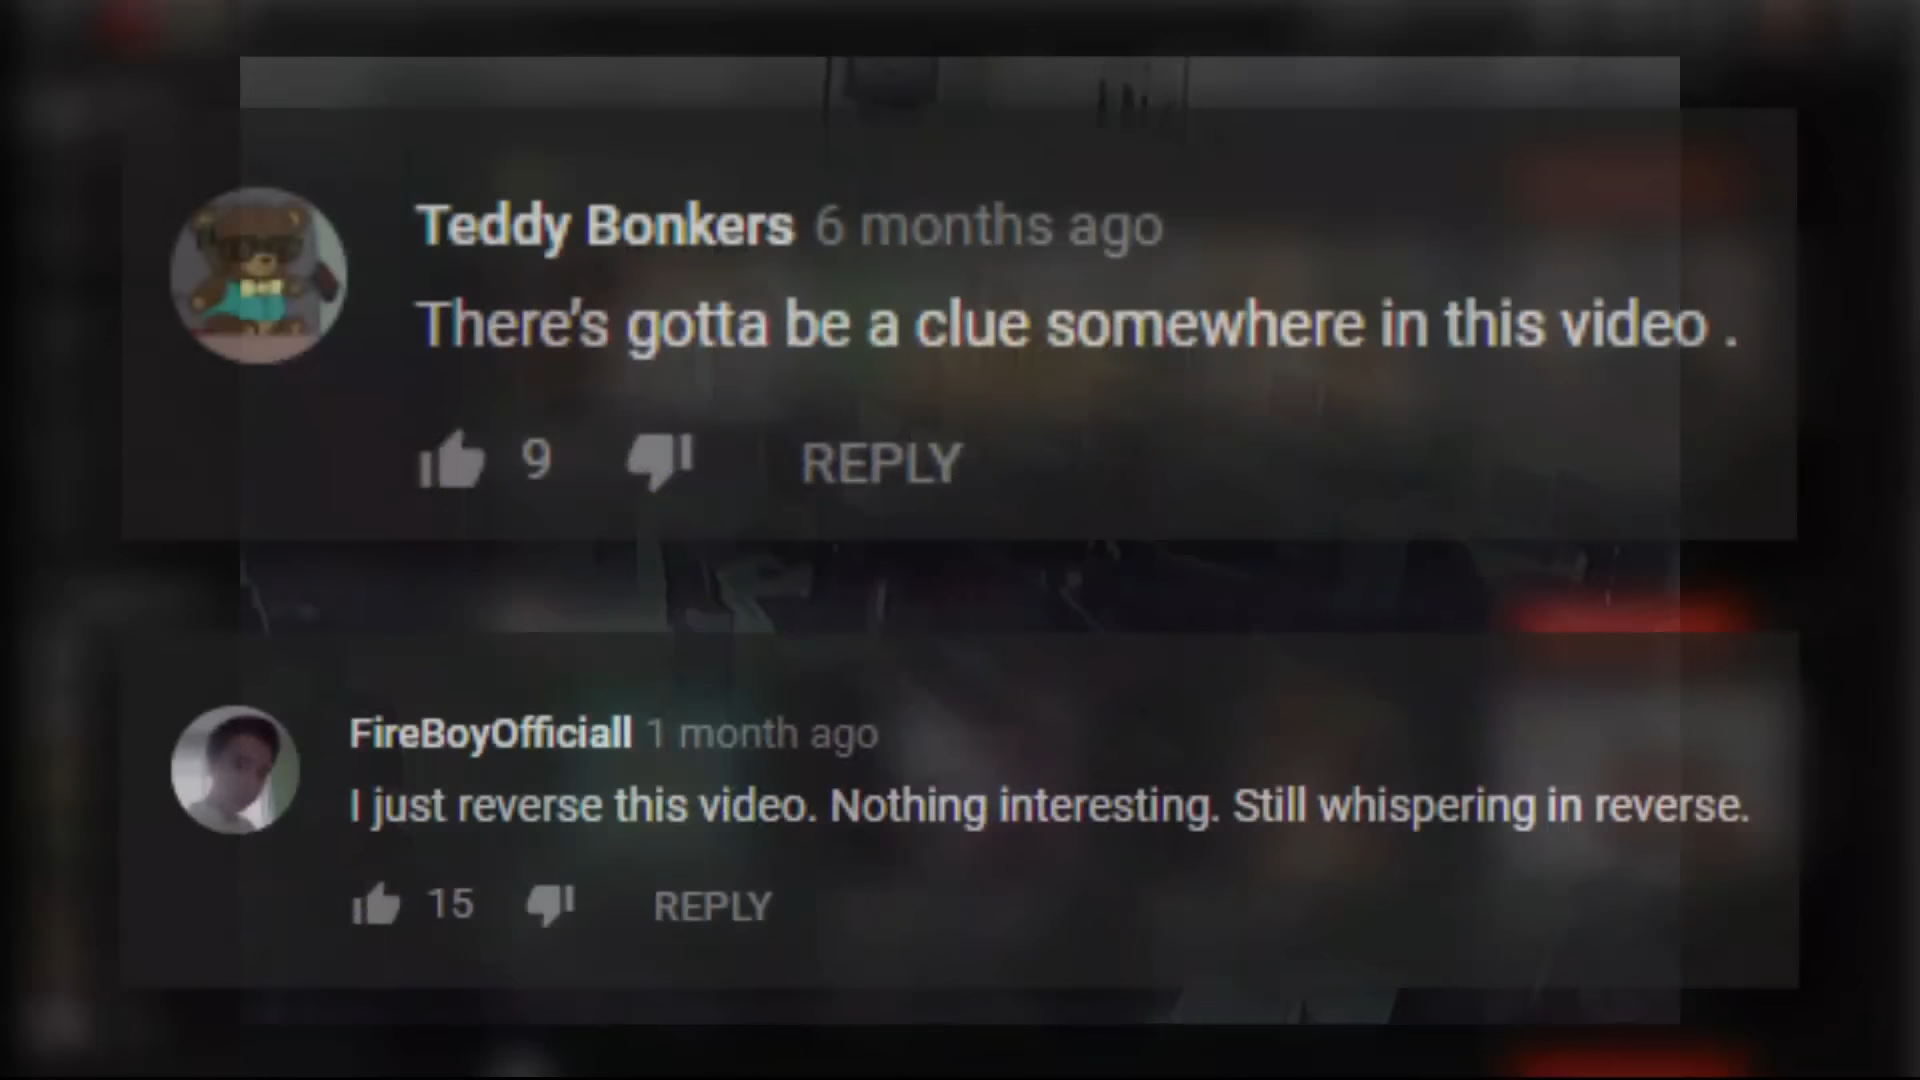 Teddy Bonkers 6 months ago
There's gotta be a clue somewhere in this video .
9 REPLY
FireBoyOfficiall 1 month ago
I just reverse this video. Nothing interesting. Still whispering in reverse.
15 REPLY